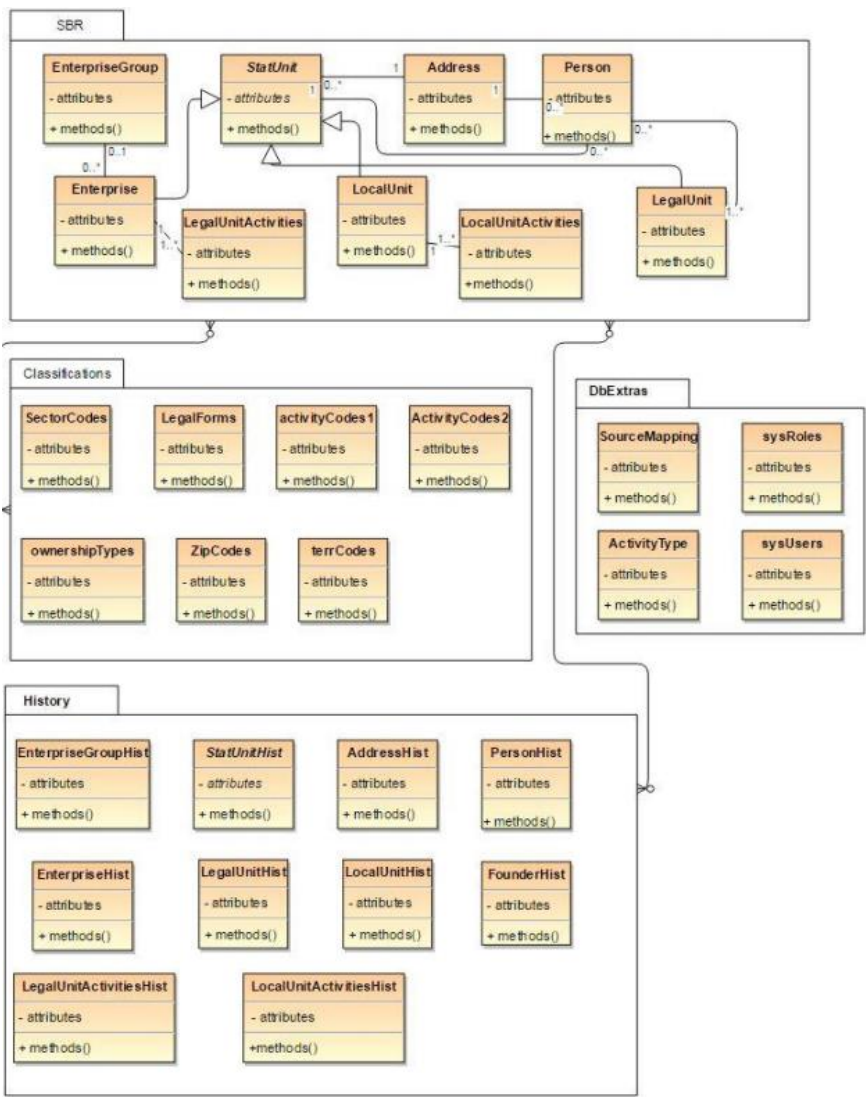 SBR
EnterpriseGroup
- attributes
+ methods()
StatUnit
- attributes
+ methods()
Address
- attributes
+ methods()
Person
- attributes
+ methods()
1
0..*
1
1
0..*
0..*
0..*
0..1
0..*
Enterprise
- attributes
+ methods()
LegalUnitActivities
- attributes
+ methods()
1
1..*
LocalUnit
- attributes
+ methods()
LocalUnitActivities
- attributes
+methods()
1..*
1
LegalUnit
- attributes
+ methods()
1..*
Classifications
SectorCodes
- attributes
+ methods()
LegalForms
- attributes
+ methods()
activityCodes1
- attributes
+ methods()
ActivityCodes2
- attributes
+ methods()
ownershipTypes
- attributes
+ methods()
ZipCodes
- attributes
+ methods()
terrCodes
- attributes
+ methods()
DbExtras
SourceMapping
- attributes
+ methods()
sysRoles
- attributes
+ methods()
ActivityType
- attributes
+ methods()
sysUsers
- attributes
+ methods()
History
EnterpriseGroupHist
- attributes
+ methods()
StatUnitHist
- attributes
+ methods()
AddressHist
- attributes
+ methods()
PersonHist
- attributes
+ methods()
EnterpriseHist
- attributes
+ methods()
LegalUnitHist
- attributes
+ methods()
LocalUnitHist
- attributes
+ methods()
FounderHist
- attributes
+ methods()
LegalUnitActivitiesHist
- attributes
+ methods()
LocalUnitActivitiesHist
- attributes
+methods()